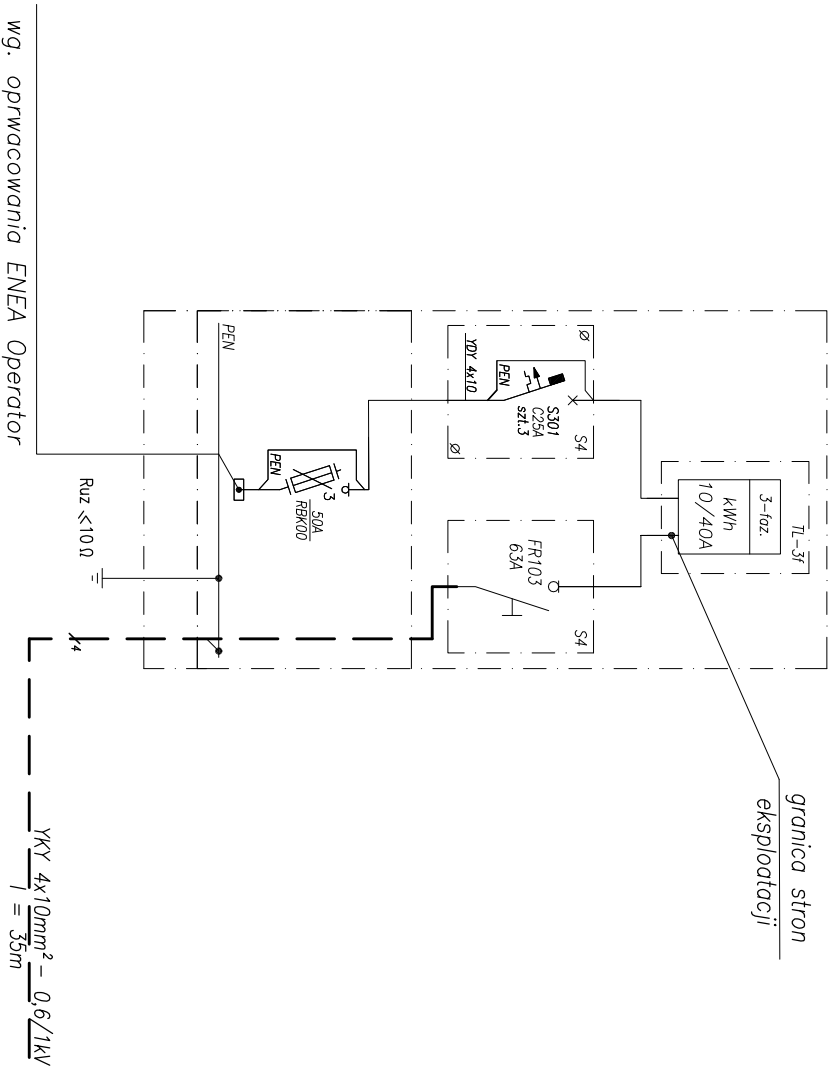 granica stron
eksploatacji
TL-3f
3-faz.
kWh
10/40A
S4
S301
C25A
szt.3
PEN
YDY 4x10
Ø
Ø
S4
FR103
63A
PEN
50A
RBK00
3
PEN
Ruz ≤10 Ω
4
YKY 4x10mm² - 0,6/1kV
l = 35m
wg. oprwacowania ENEA Operator